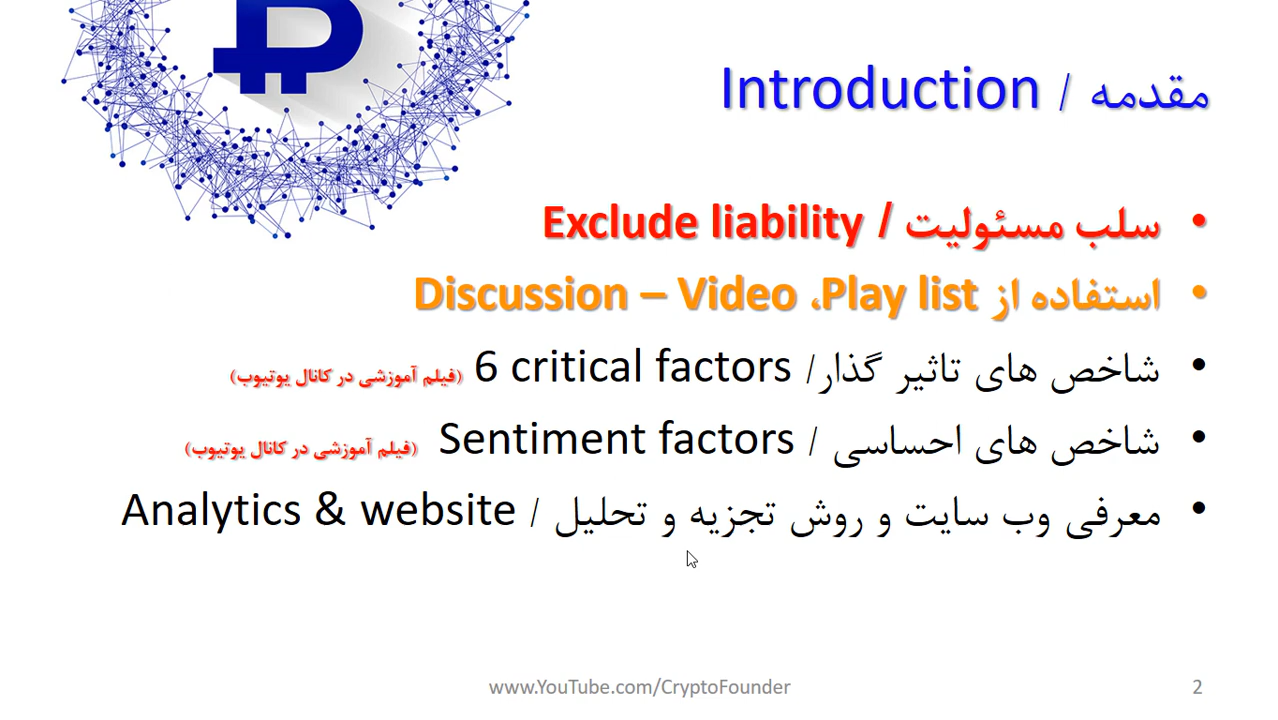 مقدمه / Introduction
• سلب مسئولیت / Exclude liability
• استفاده از Discussion – Video ،Play list
• شاخص های تاثیر گذار/ 6 critical factors (فیلم آموزشی در کانال یوتیوب)
• شاخص های احساسی / Sentiment factors (فیلم آموزشی در کانال یوتیوب)
• معرفی وب سایت و روش تجزیه و تحلیل / Analytics & website
www.YouTube.com/CryptoFounder
2